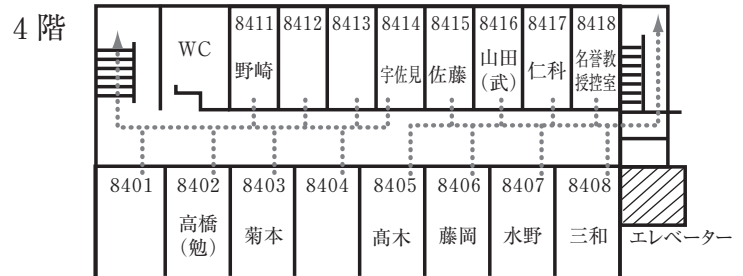 4 階
WC
8411 8412 8413 8414 8415 8416 8417 8418
野崎
宇佐見
佐藤
山田
(武)
仁科
名誉教
授控室
8401 8402 8403 8404 8405 8406 8407 8408
高橋
(勉)
菊本
髙木
藤岡
水野
三和
エレベーター